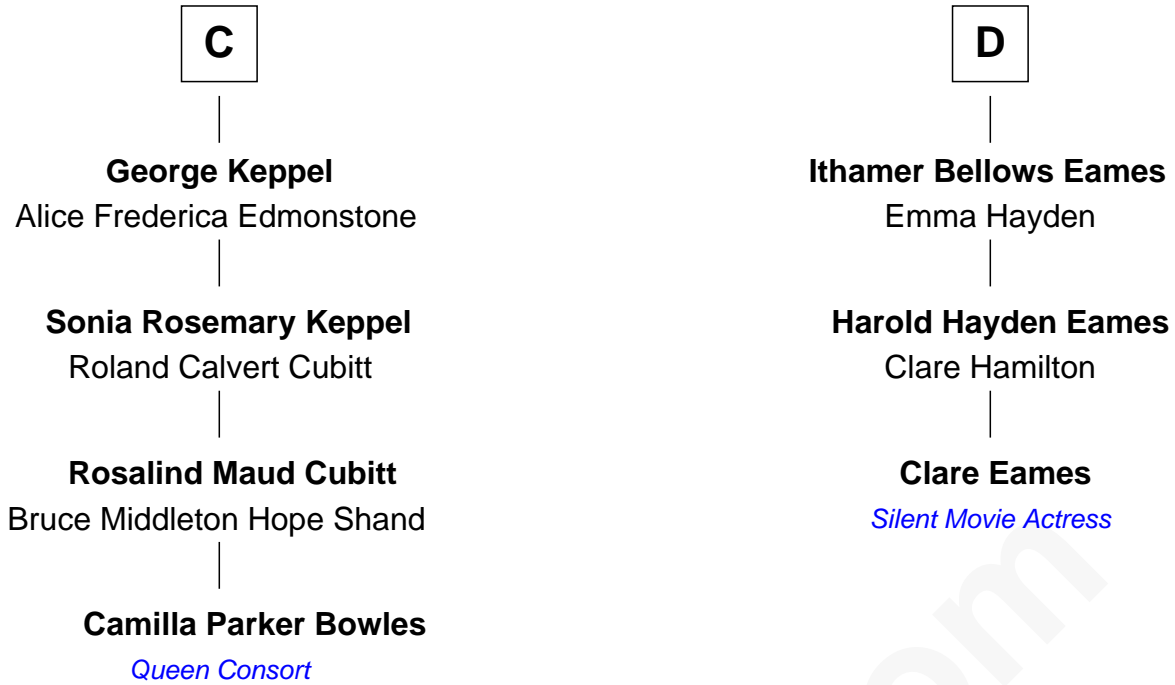 C
George Keppel
Alice Frederica Edmonstone
Sonia Rosemary Keppel
Roland Calvert Cubitt
Rosalind Maud Cubitt
Bruce Middleton Hope Shand
Camilla Parker Bowles
Queen Consort
D
Ithamer Bellows Eames
Emma Hayden
Harold Hayden Eames
Clare Hamilton
Clare Eames
Silent Movie Actress
om